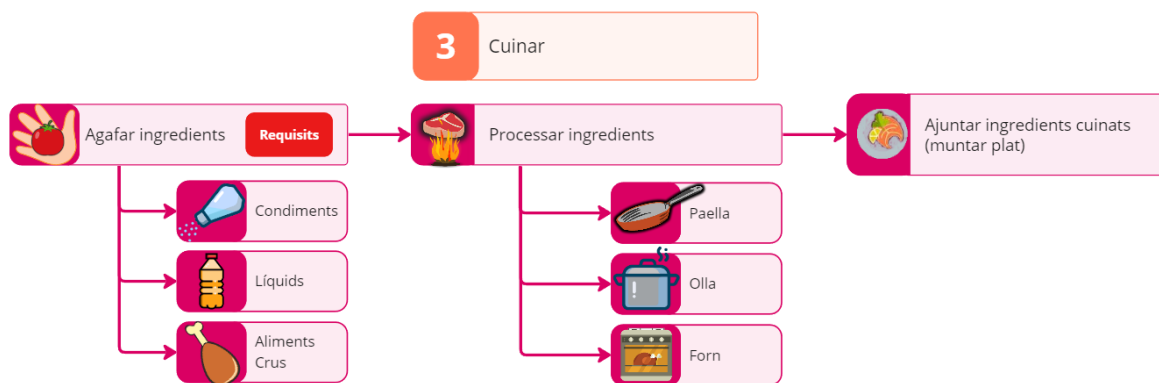 3 Cuinar
Agafar ingredients Requisits
Processar ingredients
Ajuntar ingredients cuinats
(muntar plat)
Condiments
Líquids
Aliments
Crus
Paella
Olla
Forn